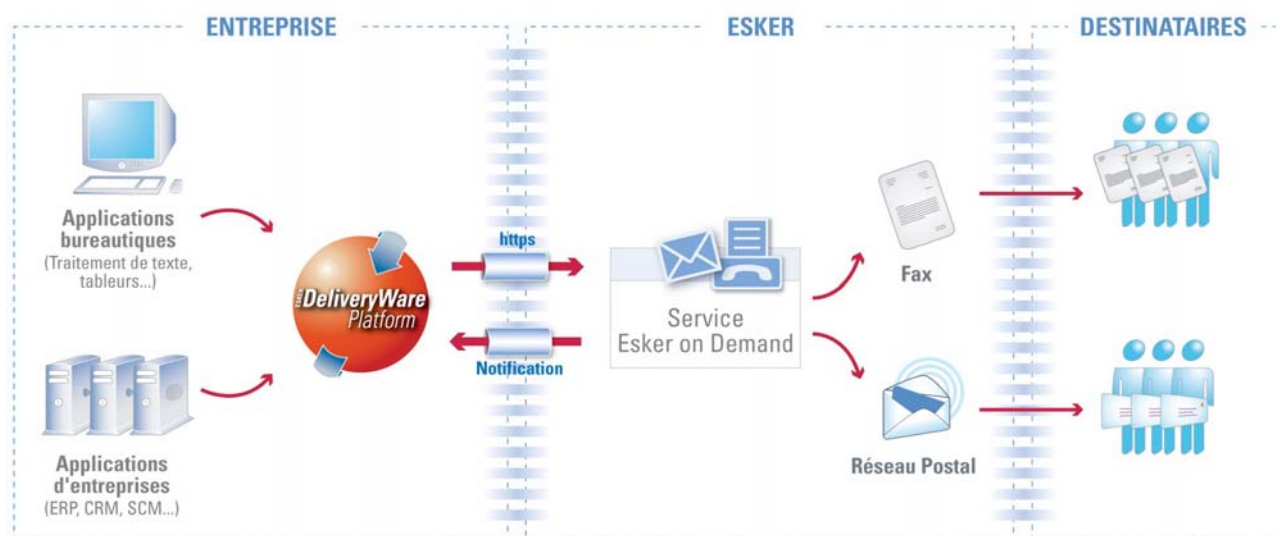 ENTREPRISE
ESKER
DESTINATAIRES
Applications
bureautiques
(Traitement de texte,
tableurs...)
Applications
d'entreprises
(ERP, CRM, SCM...)
ESKER DeliveryWare
Platform
https
Notification
Service
Esker on Demand
Fax
Réseau Postal